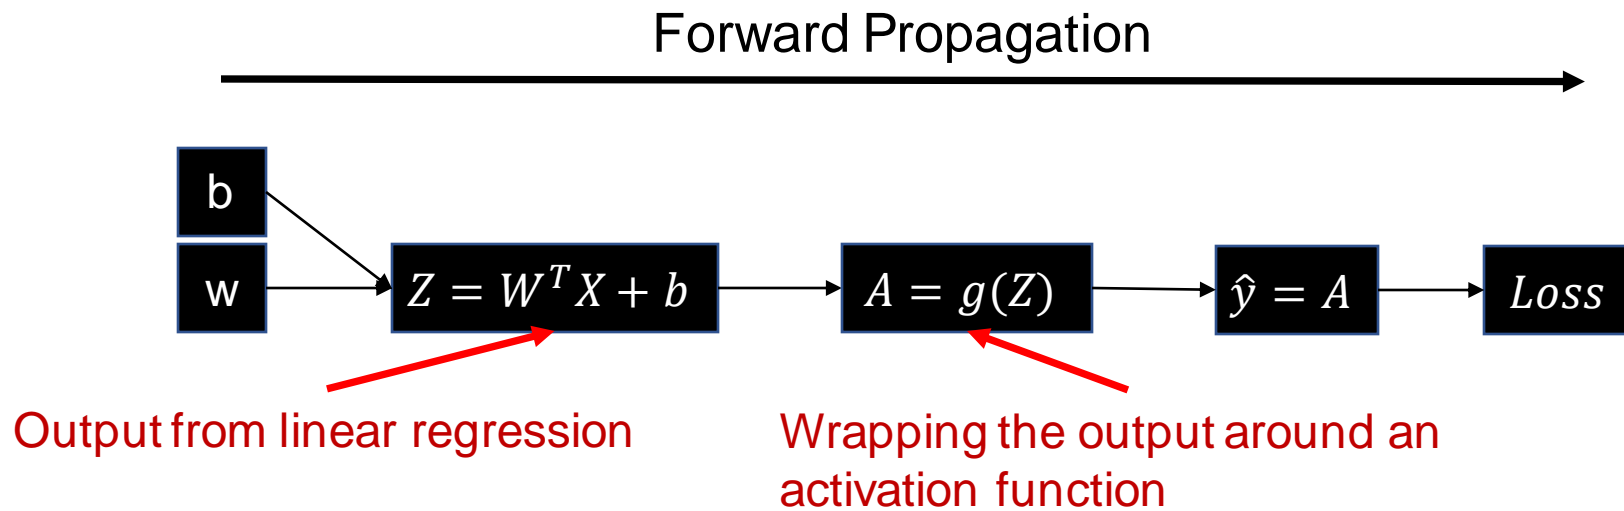 Forward Propagation
b
w
Z = W^T X + b
A = g(Z)
ŷ = A
Loss
Output from linear regression
Wrapping the output around an
activation function